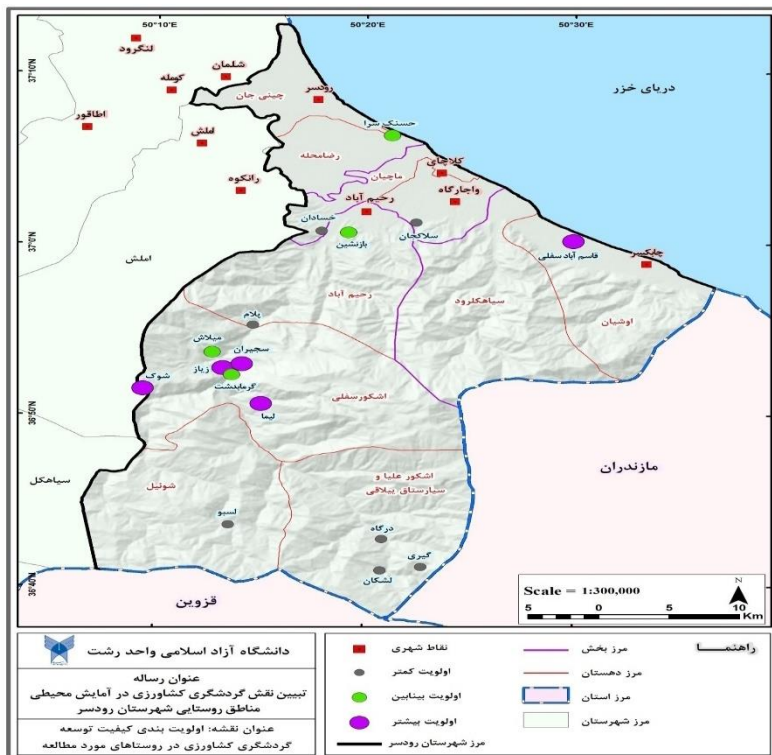 50°10'E
50°20'E
50°30'E
37°10'N
37°0'N
36°50'N
36°40'N
لنگرود
شلمان
کومله
چینی جان
رودسر
دریای خزر
اطاقور
املش
حسنک سرا
رضامحله
کلاچای
ماچیان
رانکوه
واجارگاه
رحیم آباد
خسادان
بازنشین
سلاکجان
قاسم آباد سفلی
چابکسر
املش
رحیم آباد
سیاهکلرود
اوشیان
پلام
میلاش
سجیران
زیاز
شوک
گرمابدشت
لیما
اشکورسفلی
مازندران
سیاهکل
شوئیل
اشکور علیا و
سیارستاق ییلاقی
لسبو
درگاه
گیری
لشکان
قزوین
Scale = 1:300,000
N
5 0 5 10
Km
راهنما
مرز بخش
مرز دهستان
مرز استان
مرز شهرستان
نقاط شهری
اولویت کمتر
اولویت بینابین
اولویت بیشتر
مرز شهرستان رودسر
دانشگاه آزاد اسلامی واحد رشت
عنوان رساله
تبیین نقش گردشگری کشاورزی در آمایش محیطی
مناطق روستایی شهرستان رودسر
عنوان نقشه: اولویت بندی کیفیت توسعه
گردشگری کشاورزی در روستاهای مورد مطالعه